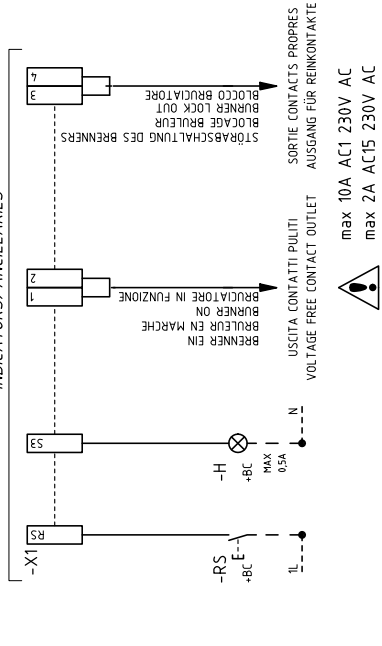 INDICATORS/ANCILLARIES
-X1
RS
S3
1
2
3
4
-RS
+BC
1L
-H
+BC
MAX
0,5A
N
BRENNER EIN
BRULEUR EN MARCHE
BURNER ON
BRUCIATORE IN FUNZIONE
STÖRABSCHALTUNG DES BRENNERS
BLOCAGE BRULEUR
BURNER LOCK OUT
BLOCCO BRUCIATORE
USCITA CONTATTI PULITI
VOLTAGE FREE CONTACT OUTLET
SORTIE CONTACTS PROPRES
AUSGANG FÜR REINKONTAKTE
max 10A AC1 230V AC
max 2A AC15 230V AC